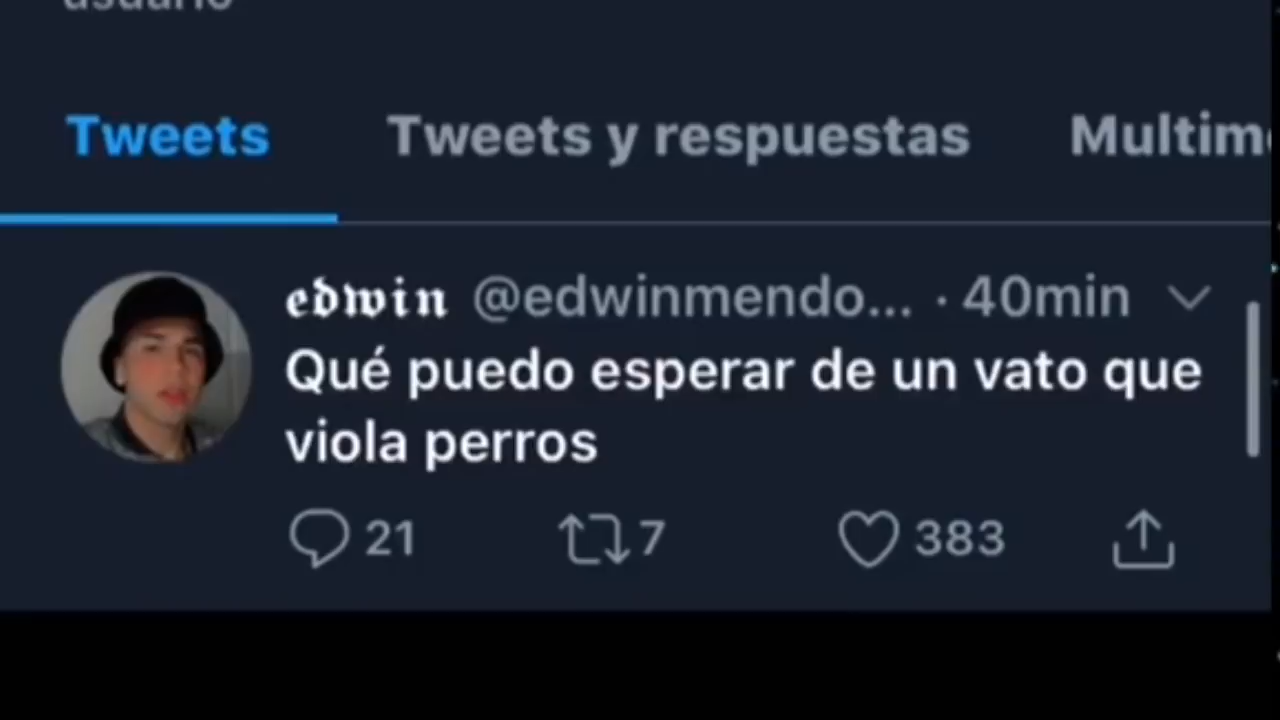 usuario
Tweets Tweets y respuestas Multim
edwin @edwinmendo... · 40min
Qué puedo esperar de un vato que
viola perros
21 7 383